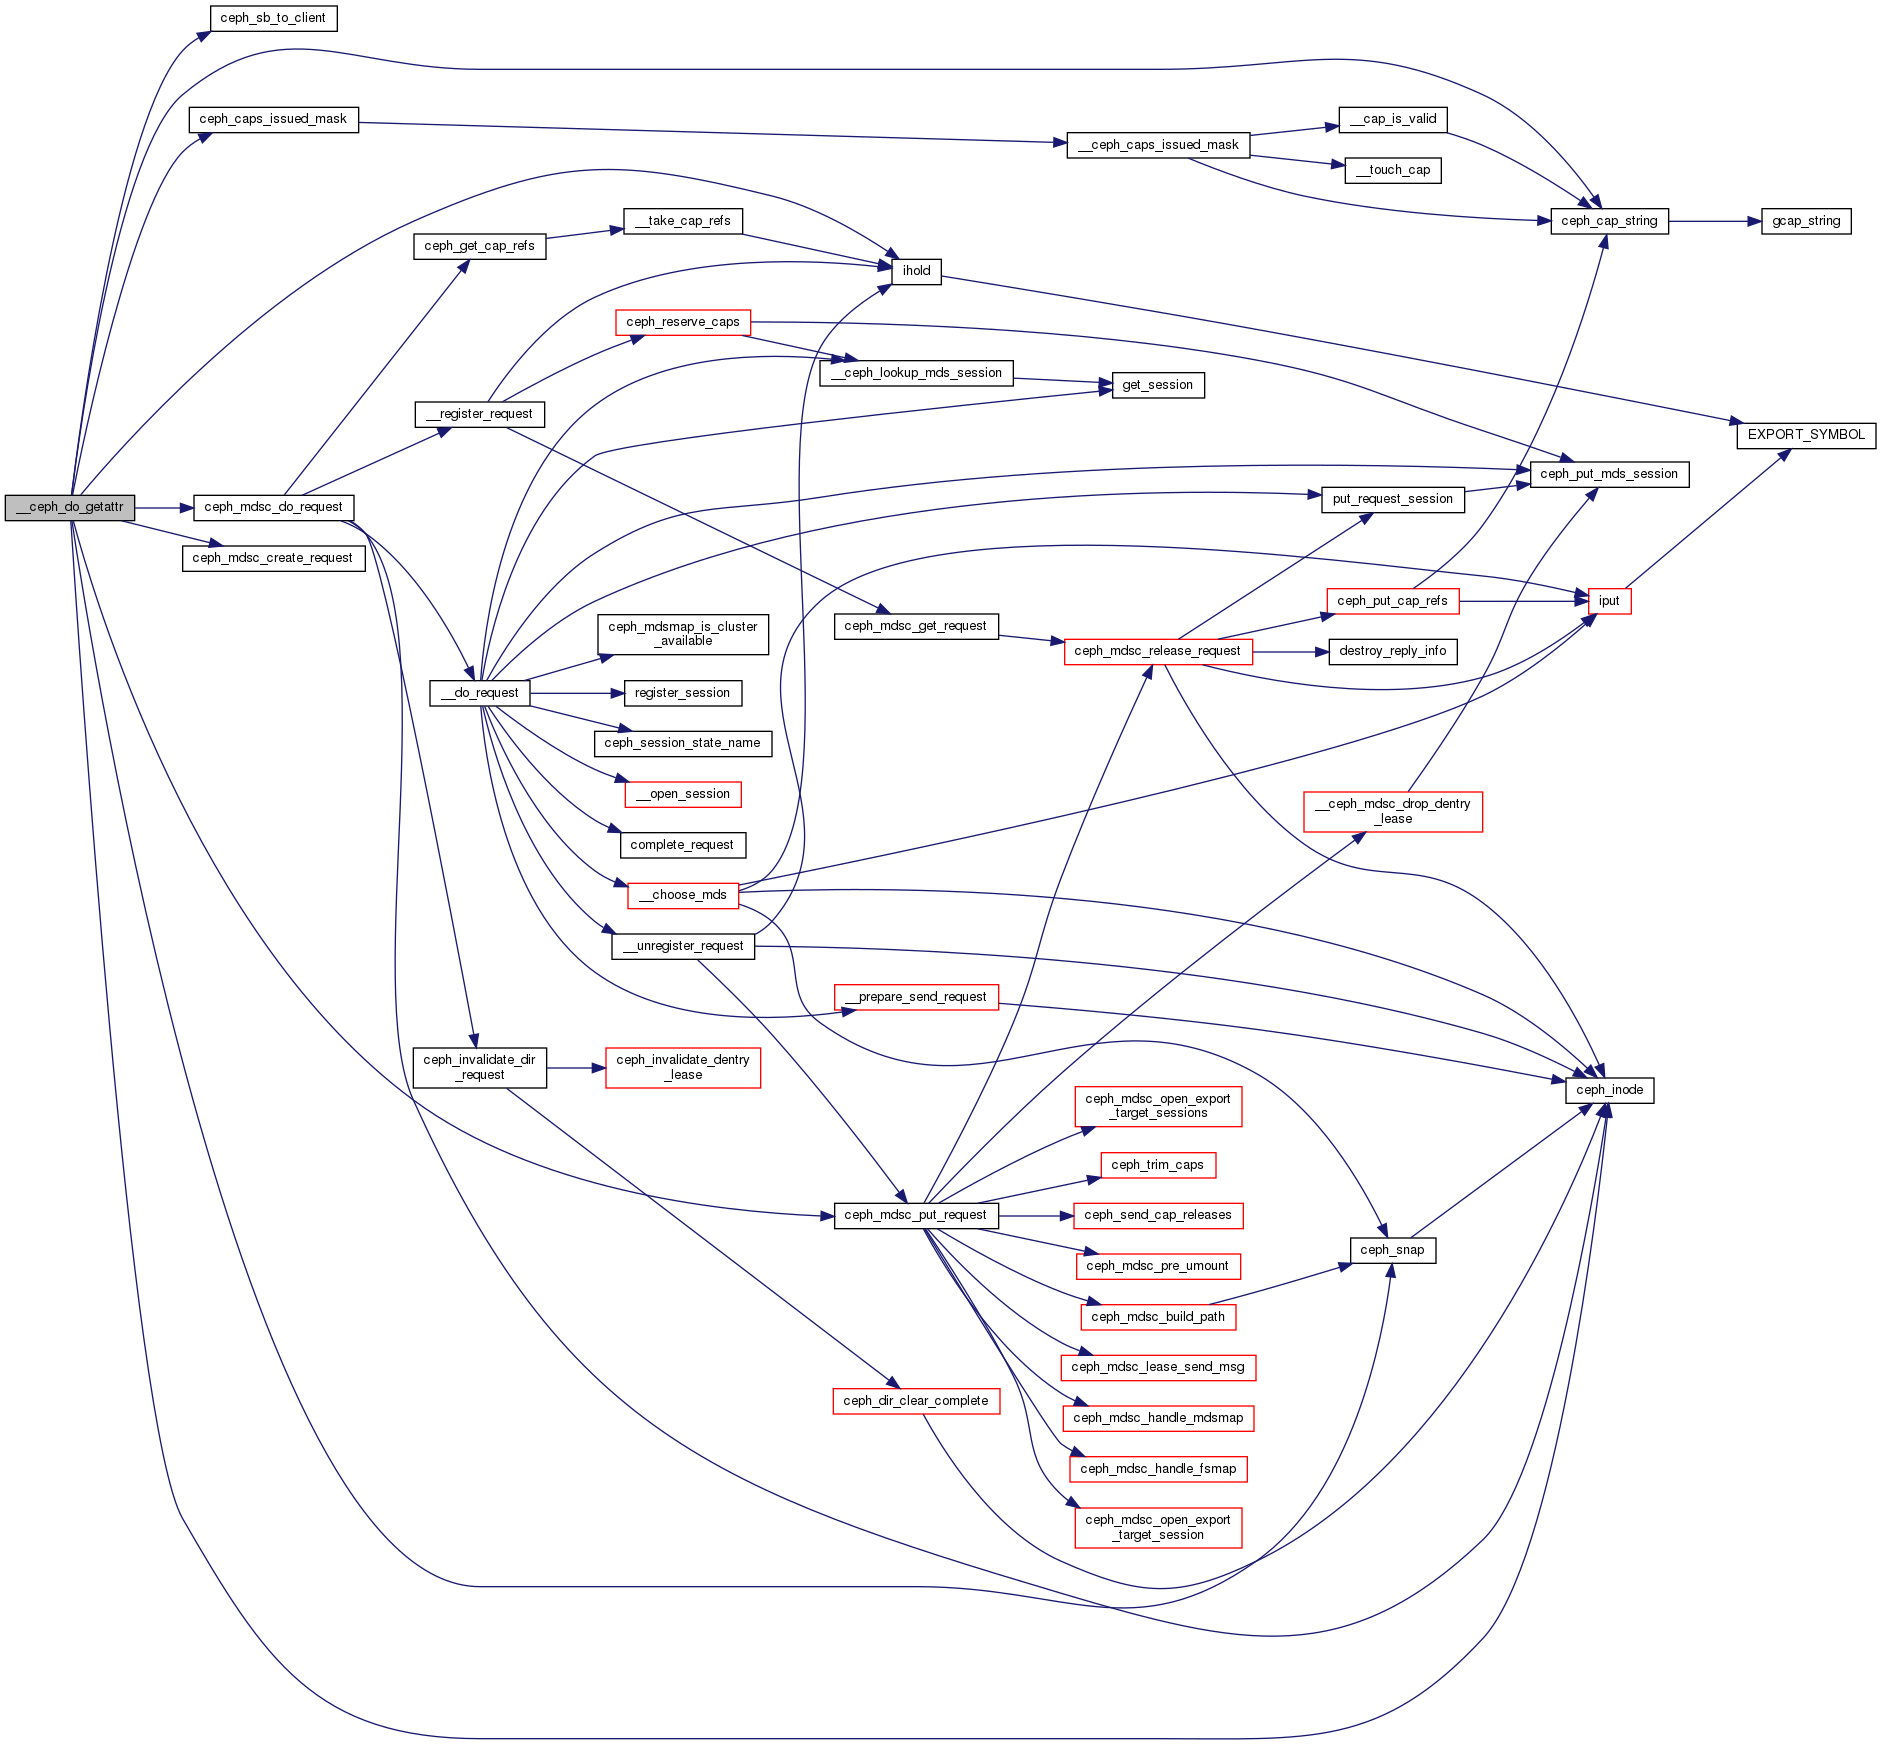 ceph_sb_to_client
ceph_caps_issued_mask
__cap_is_valid
__ceph_caps_issued_mask
__touch_cap
__take_cap_refs
ceph_cap_string
gcap_string
ceph_get_cap_refs
ihold
ceph_reserve_caps
__ceph_lookup_mds_session
get_session
__register_request
EXPORT_SYMBOL
ceph_put_mds_session
put_request_session
__ceph_do_getattr
ceph_mdsc_do_request
ceph_mdsc_create_request
ceph_put_cap_refs
iput
ceph_mdsc_get_request
ceph_mdsmap_is_cluster
_available
ceph_mdsc_release_request
destroy_reply_info
__do_request
register_session
ceph_session_state_name
__open_session
__ceph_mdsc_drop_dentry
_lease
complete_request
__choose_mds
__unregister_request
__prepare_send_request
ceph_invalidate_dir
_request
ceph_invalidate_dentry
_lease
ceph_inode
ceph_mdsc_open_export
_target_sessions
ceph_trim_caps
ceph_mdsc_put_request
ceph_send_cap_releases
ceph_snap
ceph_mdsc_pre_umount
ceph_mdsc_build_path
ceph_mdsc_lease_send_msg
ceph_dir_clear_complete
ceph_mdsc_handle_mdsmap
ceph_mdsc_handle_fsmap
ceph_mdsc_open_export
_target_session